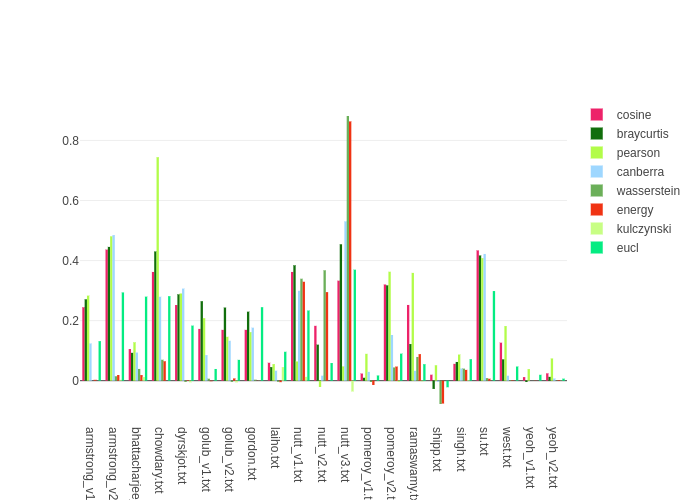 0.8
0.6
0.4
0.2
0
armstrong_v1
armstrong_v2
bhattacharjee
chowdary.txt
dyrskjot.txt
golub_v1.txt
golub_v2.txt
gordon.txt
laiho.txt
nutt_v1.txt
nutt_v2.txt
nutt_v3.txt
pomeroy_v1.t
pomeroy_v2.t
ramaswamy.t
shipp.txt
singh.txt
su.txt
west.txt
yeoh_v1.txt
yeoh_v2.txt
cosine
braycurtis
pearson
canberra
wasserstein
energy
kulczynski
eucl